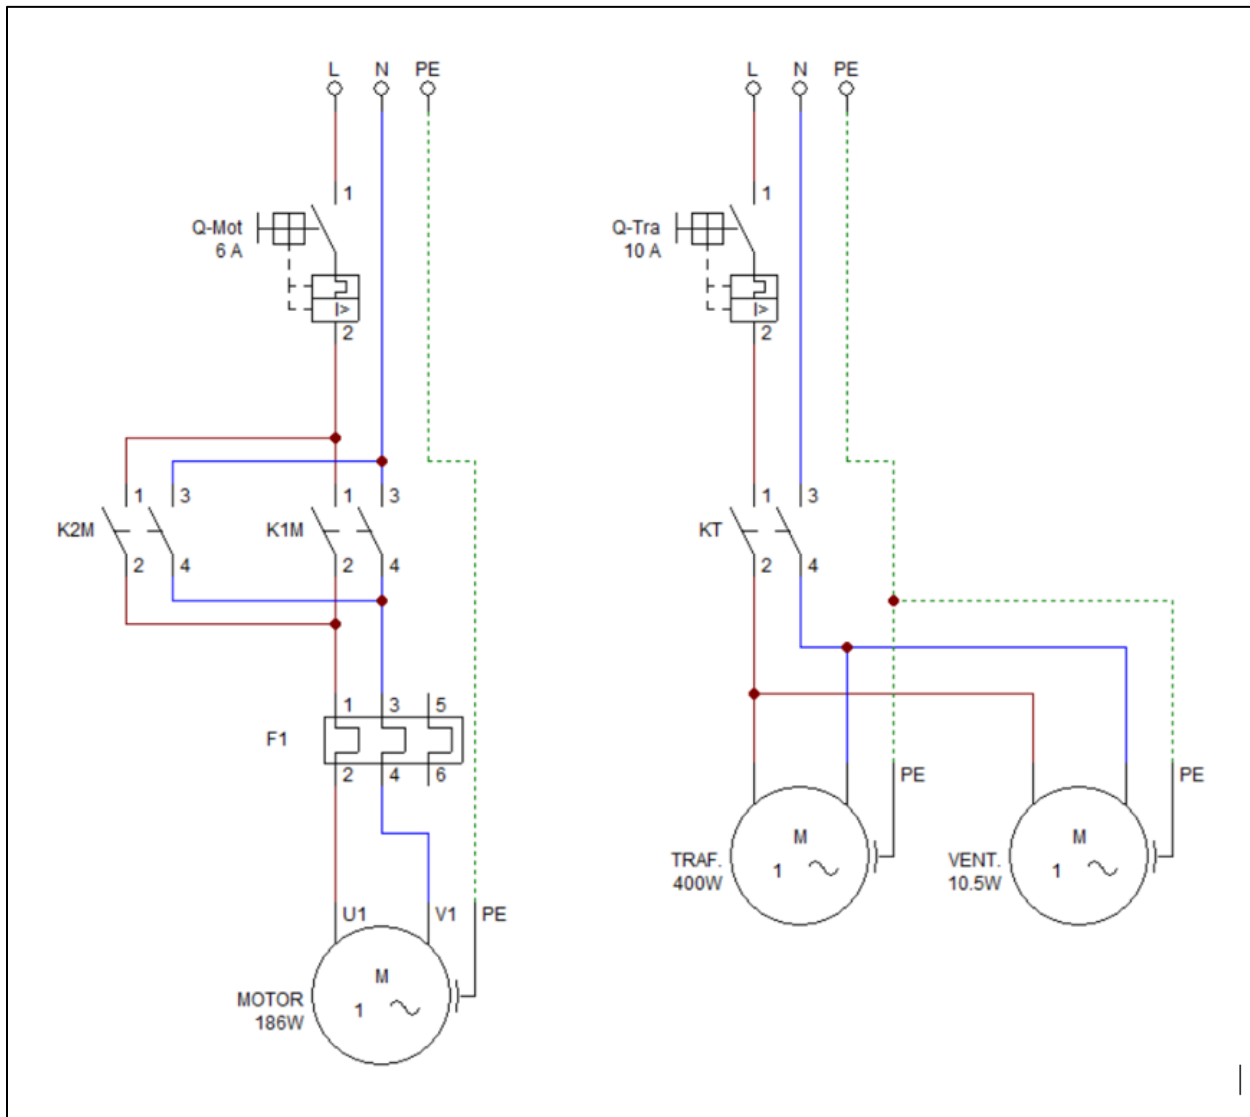 L N PE
L N PE
1
Q-Mot
6 A
I>
2
1
Q-Tra
10 A
I>
2
1 3 1 3
K2M K1M
2 4 2 4
1 3
KT
2 4
1 3 5
F1
2 4 6
PE
PE
M
1
TRAF.
400W
M
1
VENT.
10.5W
U1 V1 PE
M
1
MOTOR
186W